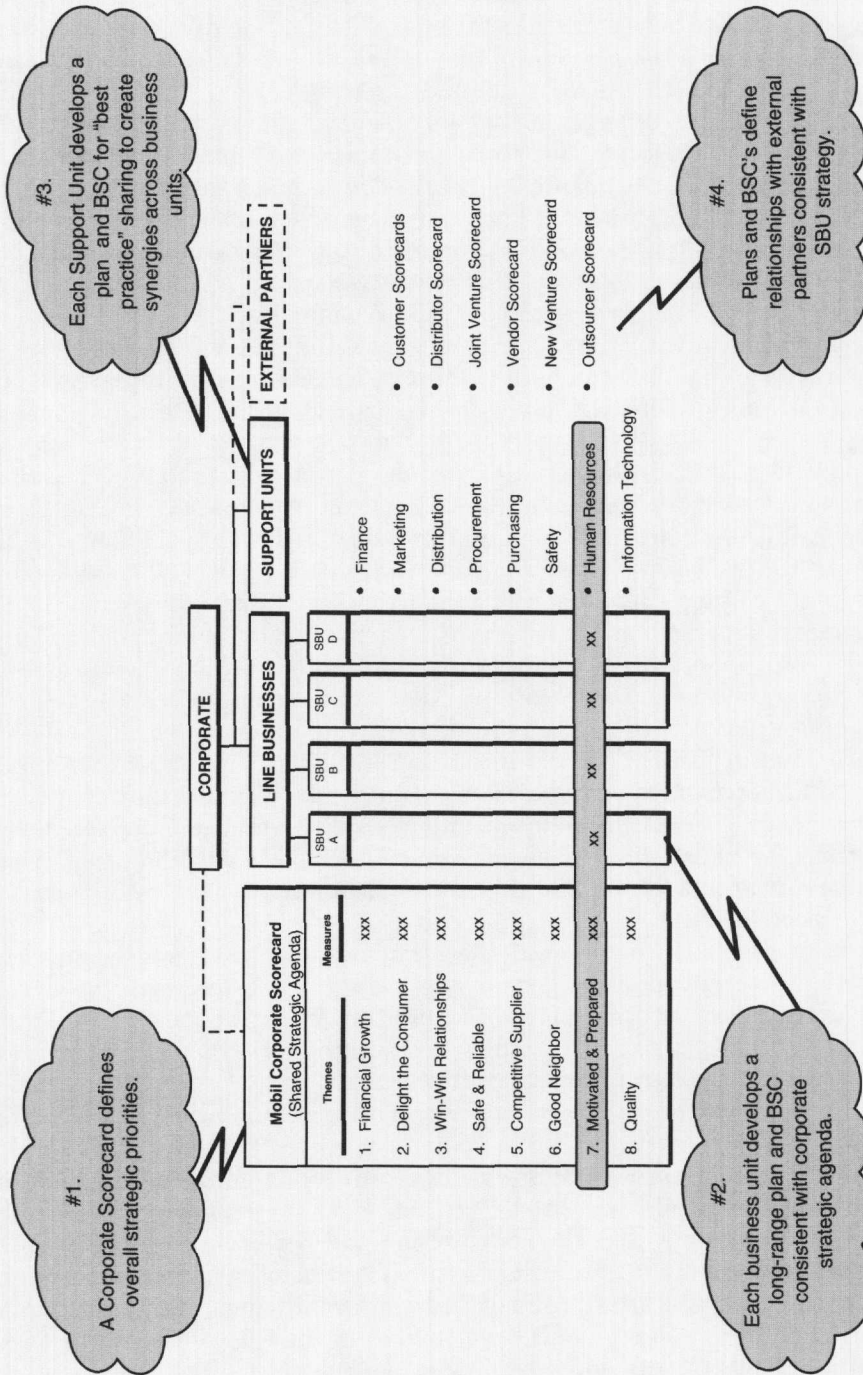 #1.
A Corporate Scorecard defines
overall strategic priorities.
#3.
Each Support Unit develops a
plan and BSC for “best
practice” sharing to create
synergies across business
units.
CORPORATE
LINE BUSINESSES
SUPPORT UNITS
EXTERNAL PARTNERS
Mobil Corporate Scorecard
(Shared Strategic Agenda)
Themes
Measures
SBU
A
SBU
B
SBU
C
SBU
D
1. Financial Growth xxx
2. Delight the Consumer xxx
3. Win-Win Relationships xxx
4. Safe & Reliable xxx
5. Competitive Supplier xxx
6. Good Neighbor xxx
7. Motivated & Prepared xxx xx xx xx xx
8. Quality xxx
• Finance
• Marketing
• Distribution
• Procurement
• Purchasing
• Safety
• Human Resources
• Information Technology
• Customer Scorecards
• Distributor Scorecard
• Joint Venture Scorecard
• Vendor Scorecard
• New Venture Scorecard
• Outsourcer Scorecard
#2.
Each business unit develops a
long-range plan and BSC
consistent with corporate
strategic agenda.
#4.
Plans and BSC's define
relationships with external
partners consistent with
SBU strategy.